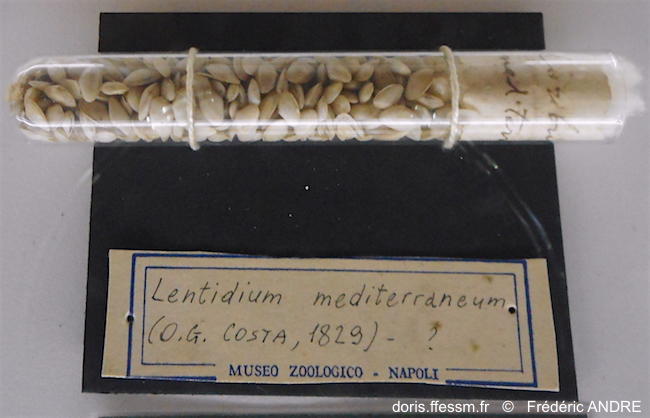 Lentidium mediterraneum
(O.G. COSTA, 1829) - ?
MUSEO ZOOLOGICO - NAPOLI
doris.ffessm.fr © Frédéric ANDRE